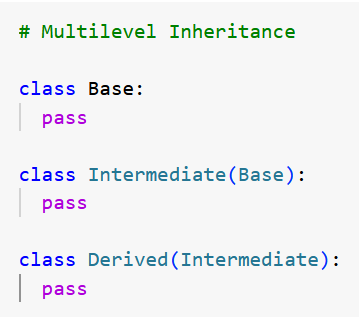 # Multilevel Inheritance
class Base:
pass
class Intermediate(Base):
pass
class Derived(Intermediate):
pass